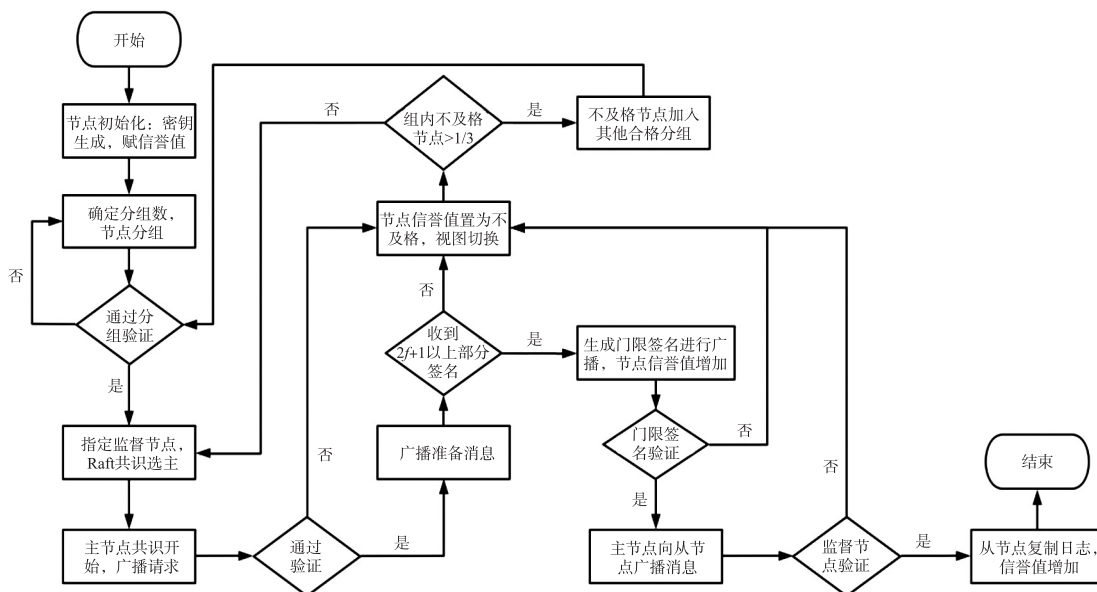 开始
节点初始化：密钥
生成，赋信誉值
确定分组数，
节点分组
否
通过分
组验证
是
指定监督节点，
Raft共识选主
主节点共识开
始，广播请求
通过
验证
否
是
广播准备消息
收到
2f+1以上部分
签名
否
是
节点信誉值置为不
及格，视图切换
组内不及格
节点>1/3
否
是
不及格节点加入
其他合格分组
生成门限签名进行广
播，节点信誉值增加
门限签
名验证
否
是
主节点向从节
点广播消息
监督节
点验证
否
是
从节点复制日志，
信誉值增加
结束